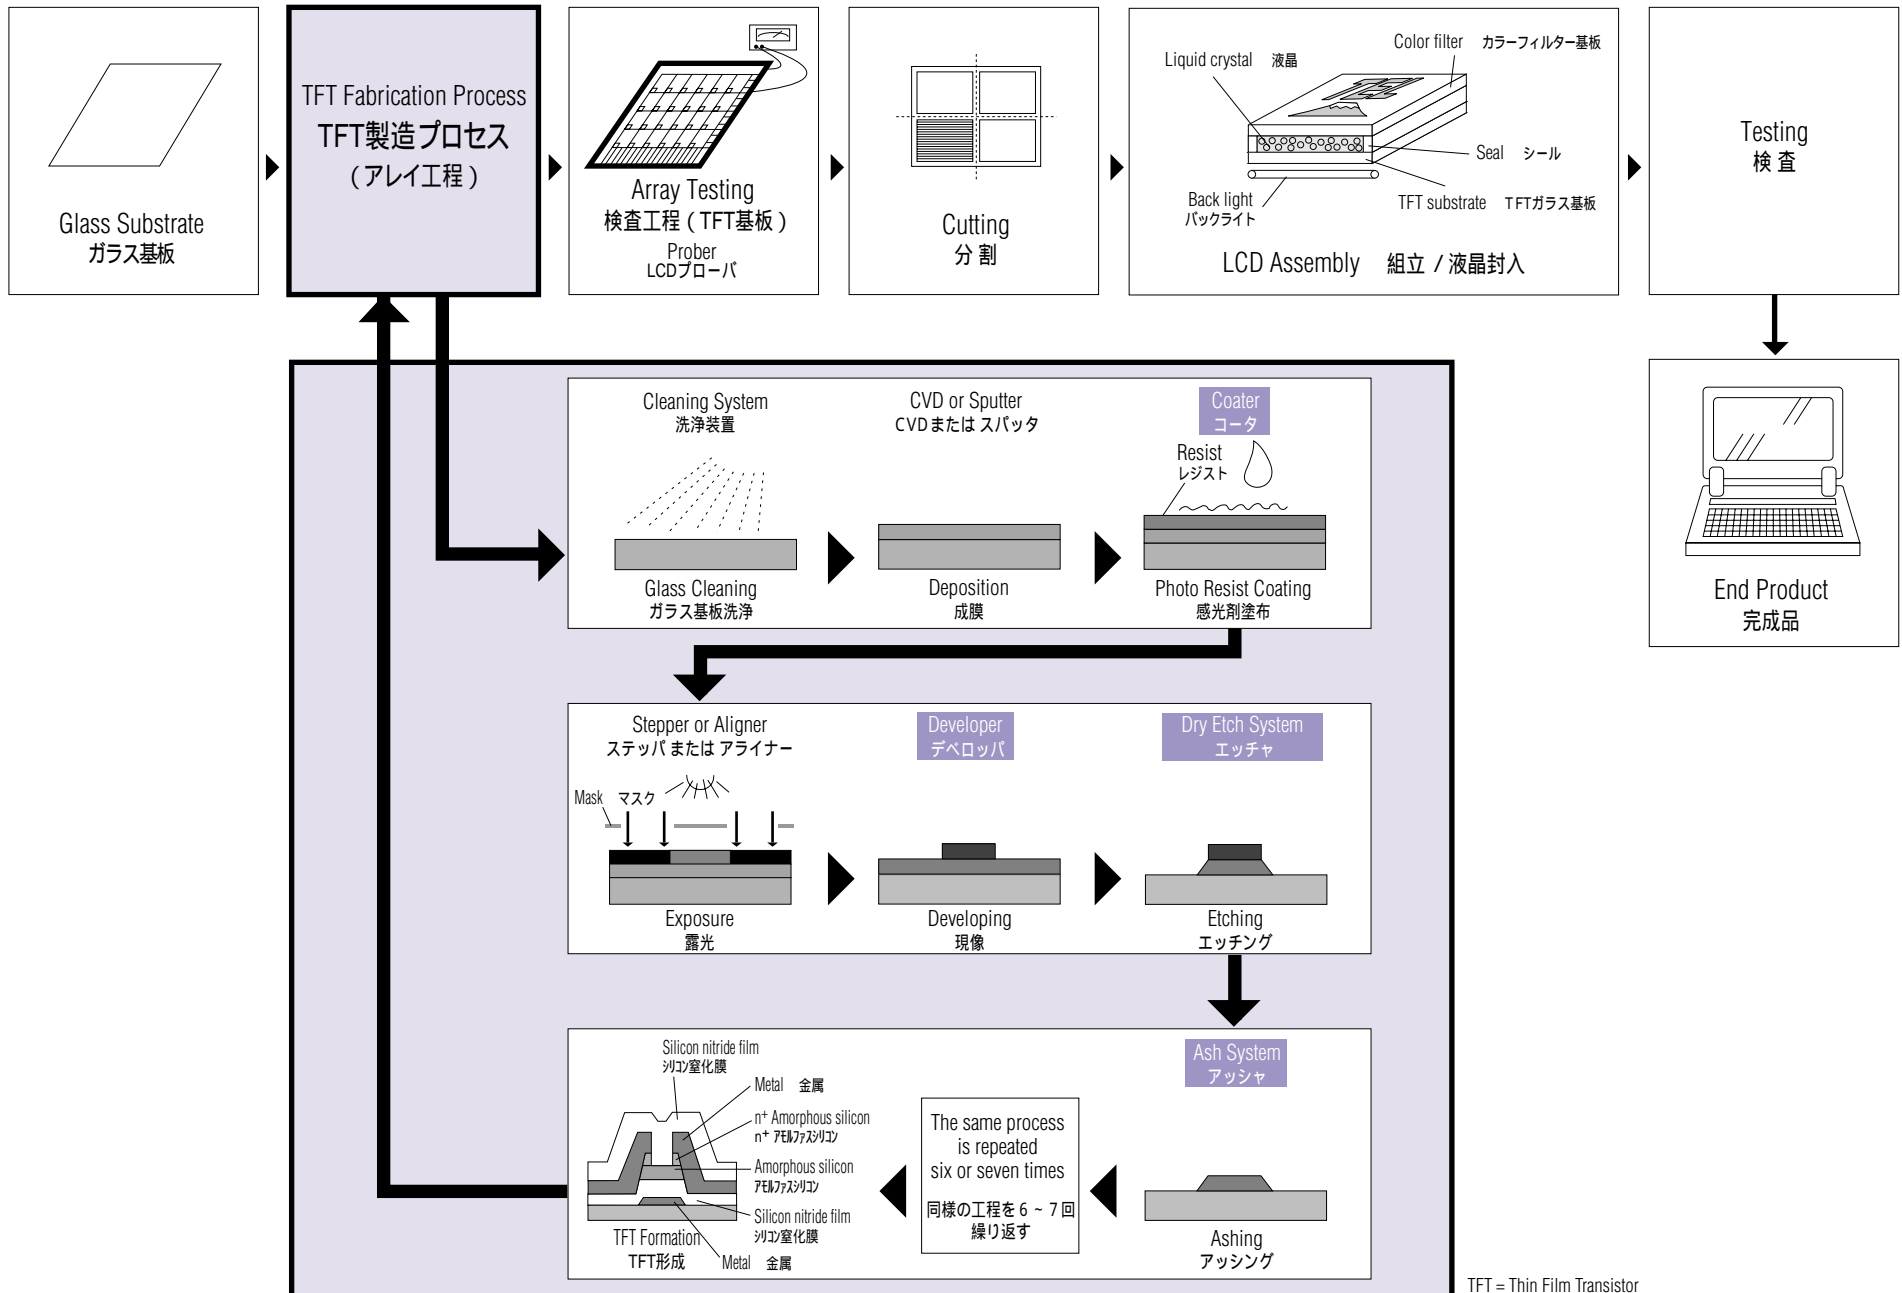 Glass Substrate
ガラス基板
TFT Fabrication Process
TFT製造プロセス
（アレイ工程）
Array Testing
検査工程（TFT基板）
Prober
LCDプローバ
Cutting
分 割
Liquid crystal 液晶
Color filter カラーフィルター基板
Seal シール
Back light
バックライト
TFT substrate TFTガラス基板
LCD Assembly 組立 / 液晶封入
Testing
検 査
End Product
完成品
Cleaning System
洗浄装置
Glass Cleaning
ガラス基板洗浄
CVD or Sputter
CVDまたは スパッタ
Deposition
成膜
Coater
コータ
Resist
レジスト
Photo Resist Coating
感光剤塗布
Stepper or Aligner
ステッパ または アライナー
Mask マスク
Exposure
露光
Developer
デベロッパ
Developing
現像
Dry Etch System
エッチャ
Etching
エッチング
Ash System
アッシャ
Ashing
アッシング
The same process
is repeated
six or seven times
同様の工程を6 ~ 7回
繰り返す
Silicon nitride film
シリコン窒化膜
Metal 金属
n+ Amorphous silicon
n+ アモルファスシリコン
Amorphous silicon
アモルファスシリコン
Silicon nitride film
シリコン窒化膜
Metal 金属
TFT Formation
TFT形成
TFT = Thin Film Transistor